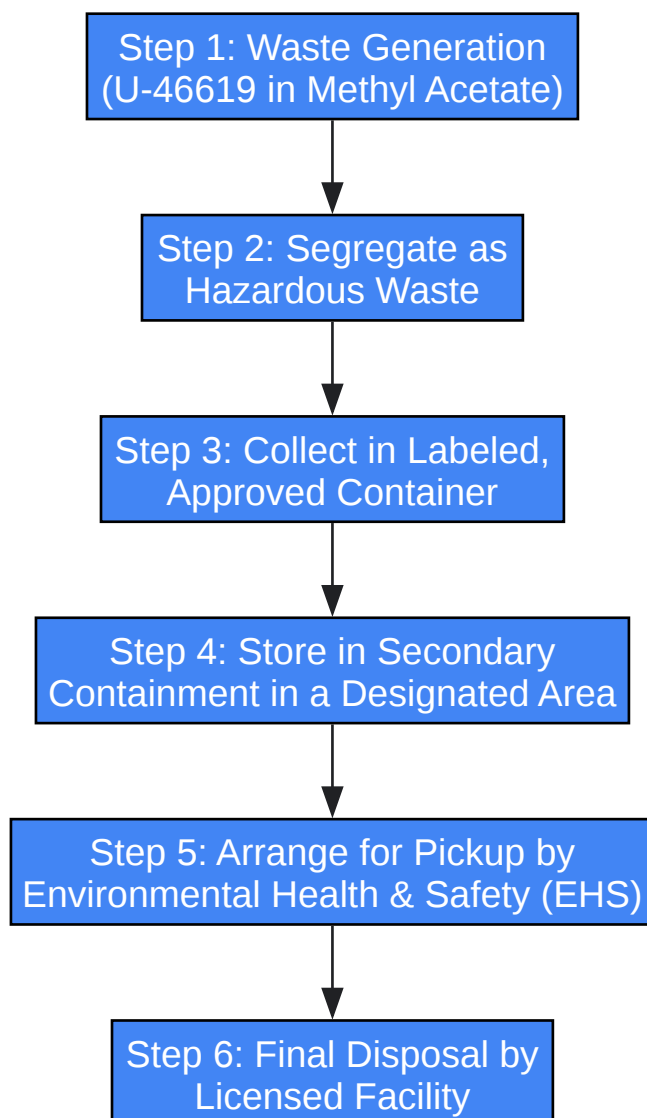 Step 1: Waste Generation
(U-46619 in Methyl Acetate)
Step 2: Segregate as
Hazardous Waste
Step 3: Collect in Labeled,
Approved Container
Step 4: Store in Secondary
Containment in a Designated Area
Step 5: Arrange for Pickup by
Environmental Health & Safety (EHS)
Step 6: Final Disposal by
Licensed Facility